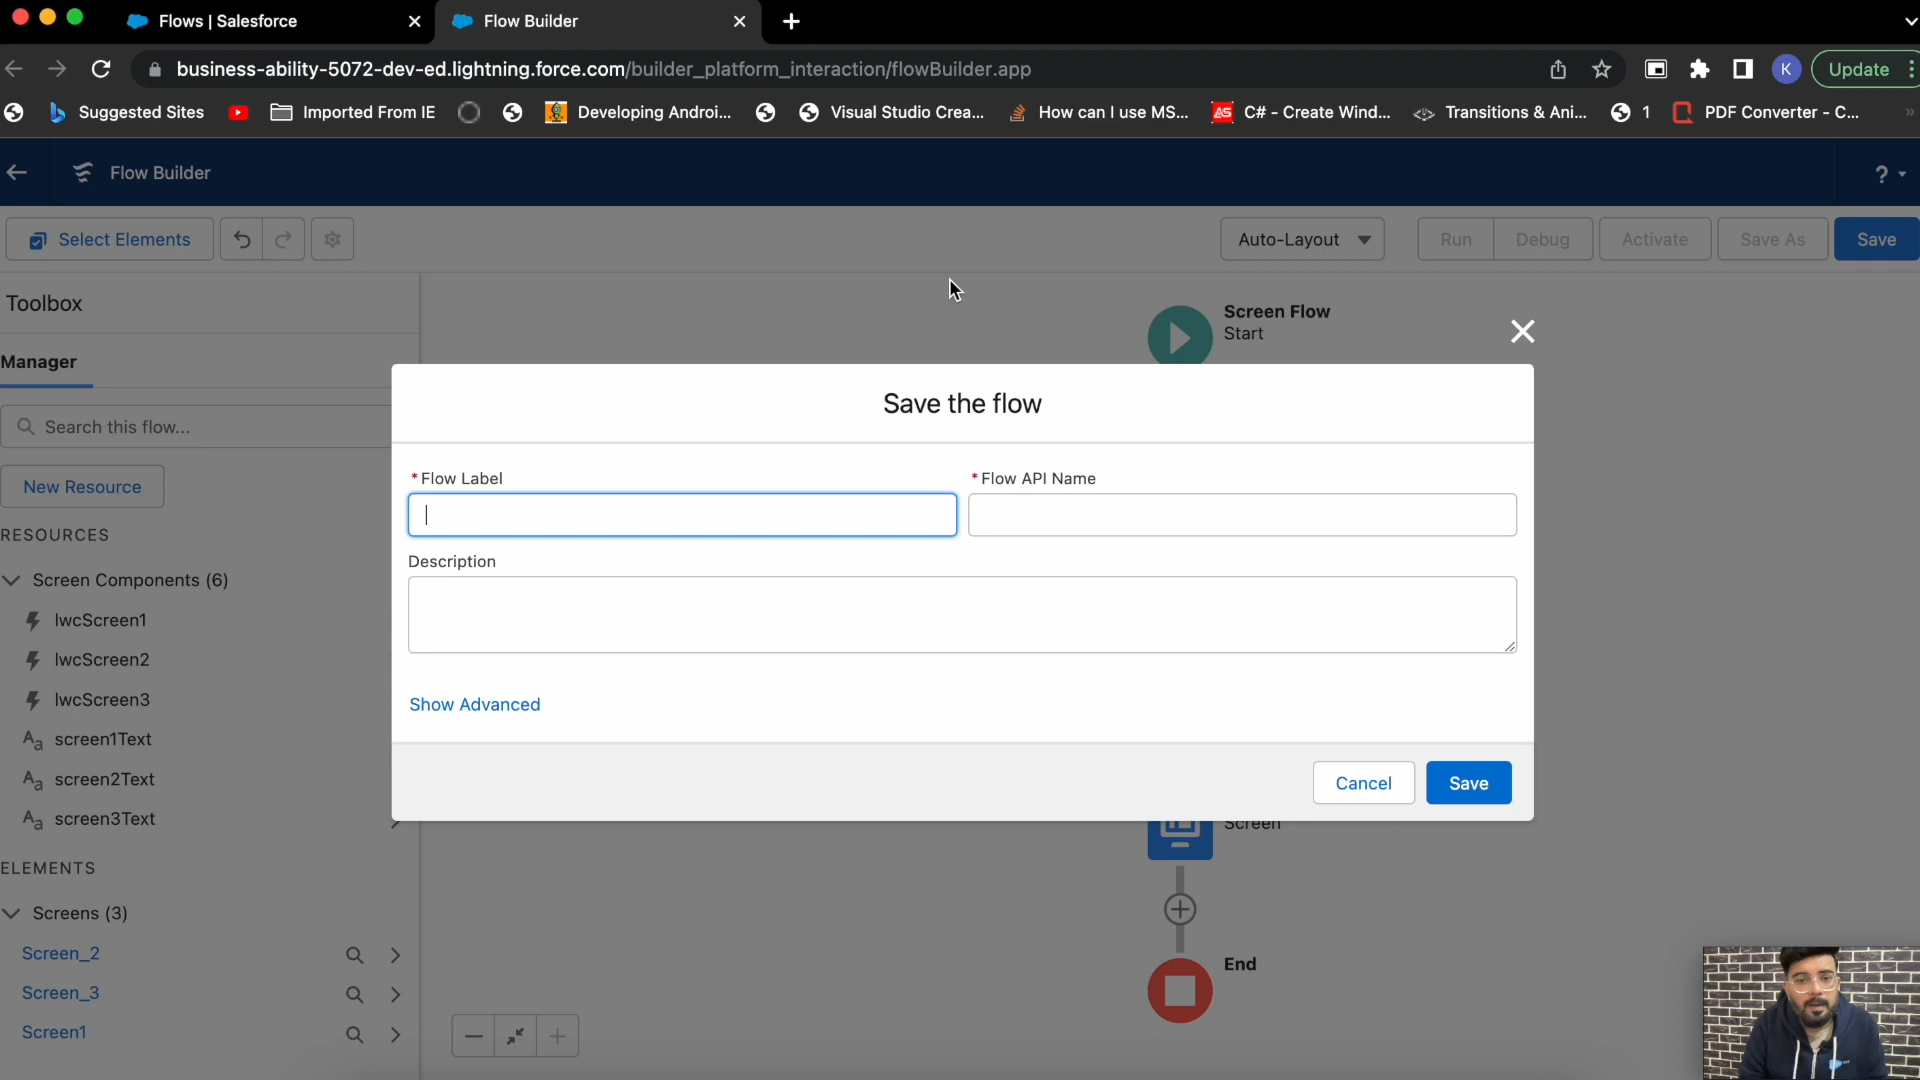 Flows | Salesforce
Flow Builder
business-ability-5072-dev-ed.lightning.force.com/builder_platform_interaction/flowBuilder.app
K
Update
Suggested Sites
Imported From IE
Developing Androi...
Visual Studio Crea...
How can I use MS...
AS
C# - Create Wind...
Transitions & Ani...
1
PDF Converter - C...
»
Flow Builder
?
Select Elements
Auto-Layout
Run
Debug
Activate
Save As
Save
Toolbox
Manager
Search this flow...
New Resource
RESOURCES
Screen Components (6)
lwcScreen1
lwcScreen2
lwcScreen3
Aa screen1Text
Aa screen2Text
Aa screen3Text
ELEMENTS
Screens (3)
Screen_2
Screen_3
Screen1
Screen Flow
Start
Save the flow
* Flow Label
* Flow API Name
Description
Show Advanced
Cancel
Save
Screen
End